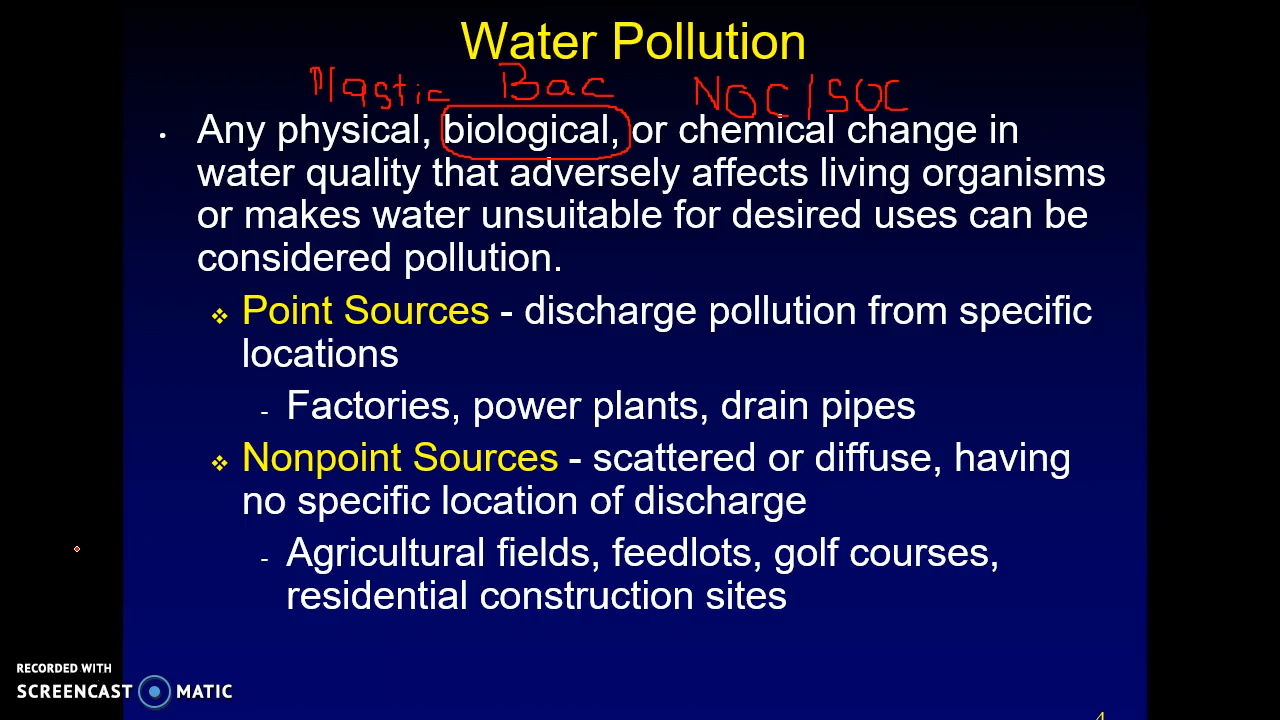 Water Pollution
Plastic Bac NOC/SOC
• Any physical, biological, or chemical change in
water quality that adversely affects living organisms
or makes water unsuitable for desired uses can be
considered pollution.
❖ Point Sources - discharge pollution from specific
locations
- Factories, power plants, drain pipes
❖ Nonpoint Sources - scattered or diffuse, having
no specific location of discharge
- Agricultural fields, feedlots, golf courses,
residential construction sites
RECORDED WITH
SCREENCAST MATIC
4